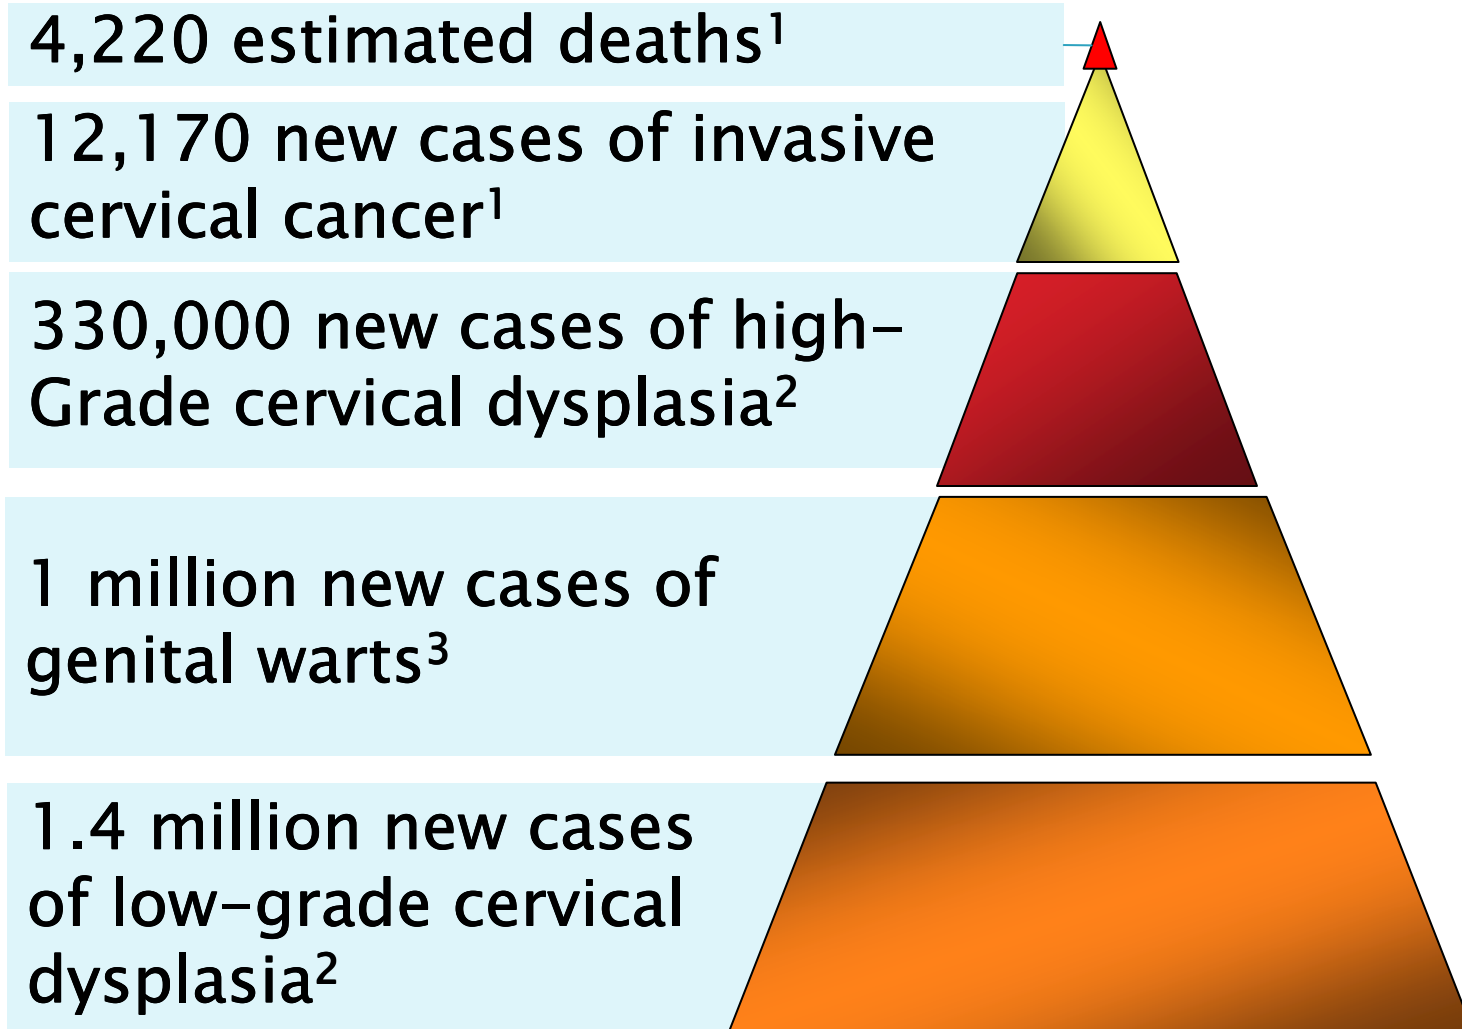 4,220 estimated deaths¹
12,170 new cases of invasive
cervical cancer¹
330,000 new cases of high-
Grade cervical dysplasia²
1 million new cases of
genital warts³
1.4 million new cases
of low-grade cervical
dysplasia²